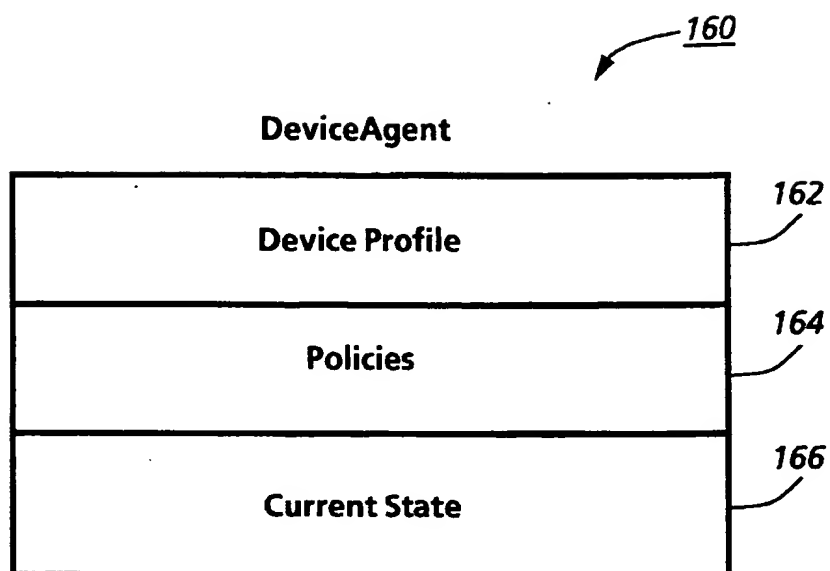 160
DeviceAgent
162
Device Profile
164
Policies
166
Current State